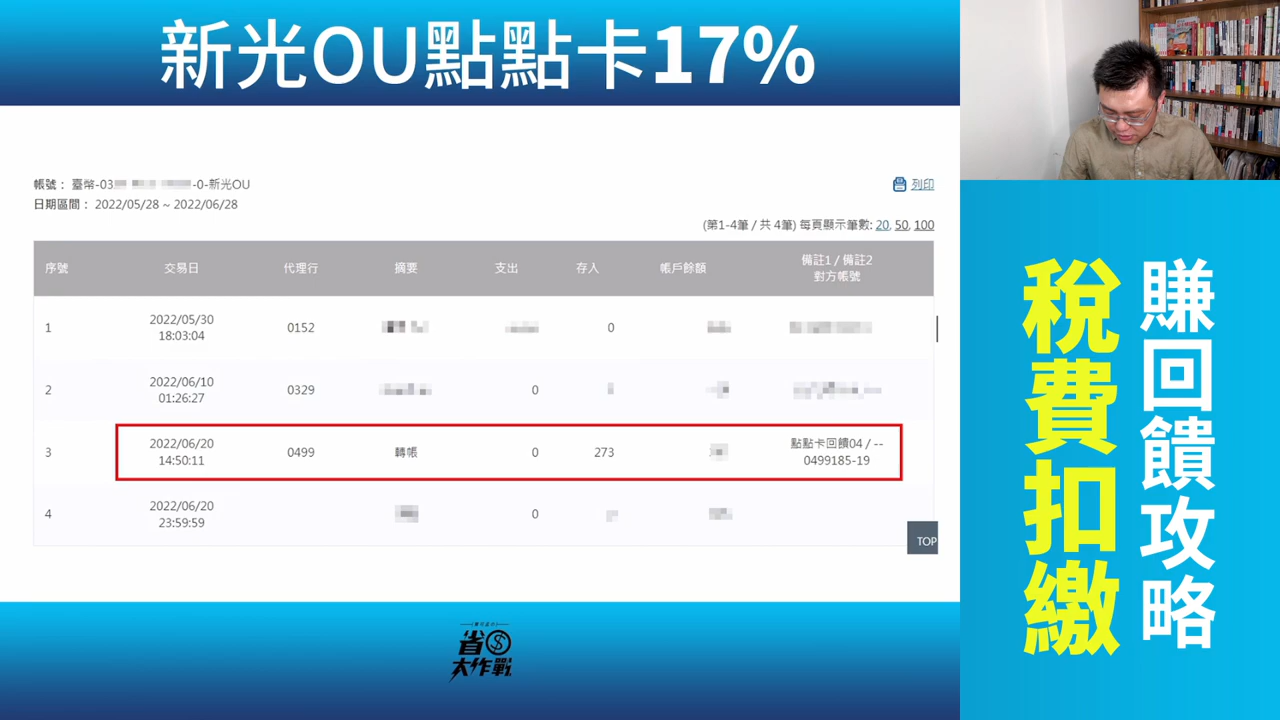 新光OU點點卡17%
帳號： 臺幣-03 -0-新光OU
列印
日期區間： 2022/05/28 ~ 2022/06/28
(第1-4筆 / 共 4筆) 每頁顯示筆數: 20, 50, 100
序號 交易日 代理行 摘要 支出 存入 帳戶餘額 備註1 / 備註2 對方帳號
1 2022/05/30 18:03:04 0152 0
2 2022/06/10 01:26:27 0329 0
3 2022/06/20 14:50:11 0499 轉帳 0 273 點點卡回饋04 / -- 0499185-19
4 2022/06/20 23:59:59 0
TOP
省
大作戰
賺回饋攻略
稅費扣繳